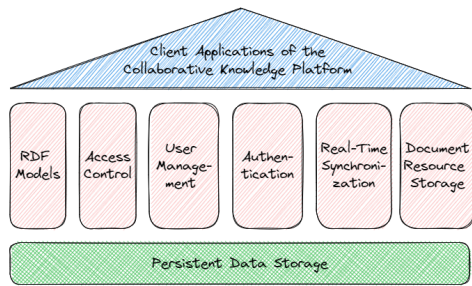 Client Applications of the
Collaborative Knowledge Platform
RDF
Models
Access
Control
User
Manage-
ment
Authen-
tication
Real-Time
Synchroni-
zation
Document
Resource
Storage
Persistent Data Storage